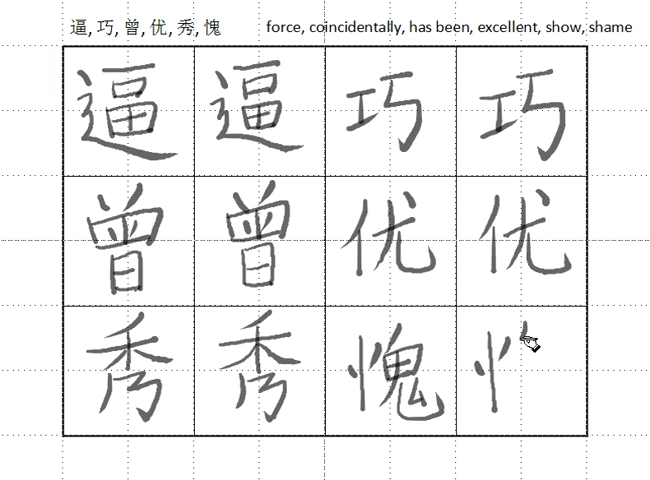 逼, 巧, 曾, 优, 秀, 愧 force, coincidentally, has been, excellent, show, shame
逼 逼 巧 巧
曾 曾 优 优
秀 秀 愧